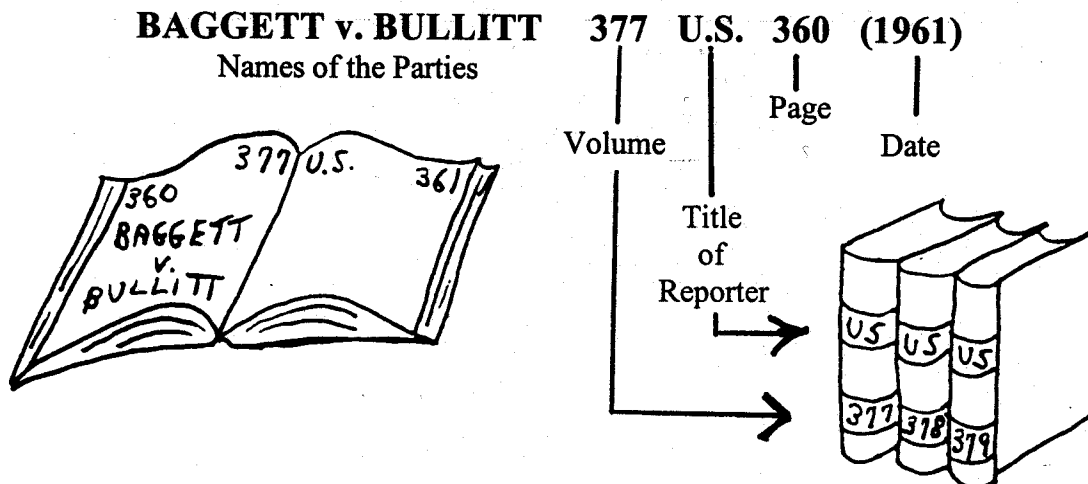 BAGGETT v. BULLITT 377 U.S. 360 (1961)
Names of the Parties
Volume
Page
Date
Title
of
Reporter
377 U.S.
360
361
BAGGETT
v.
BULLITT
US
US
US
377
378
379